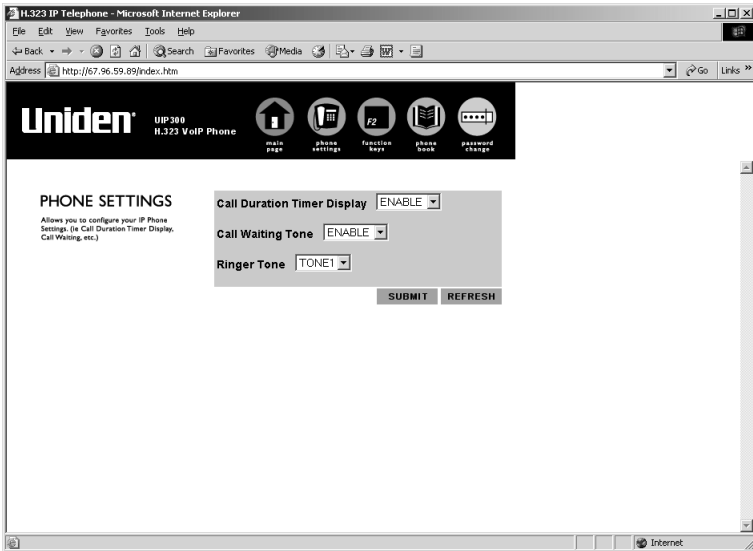 H.323 IP Telephone - Microsoft Internet Explorer
File Edit View Favorites Tools Help
Back Search Favorites Media
Address http://67.96.59.89/index.htm Go Links »
Uniden
UIP300
H.323 VoIP Phone
main page
phone settings
F2
function keys
phone book
password change
PHONE SETTINGS
Allows you to configure your IP Phone
Settings. (ie Call Duration Timer Display,
Call Waiting, etc.)
Call Duration Timer Display ENABLE
Call Waiting Tone ENABLE
Ringer Tone TONE1
SUBMIT REFRESH
Internet